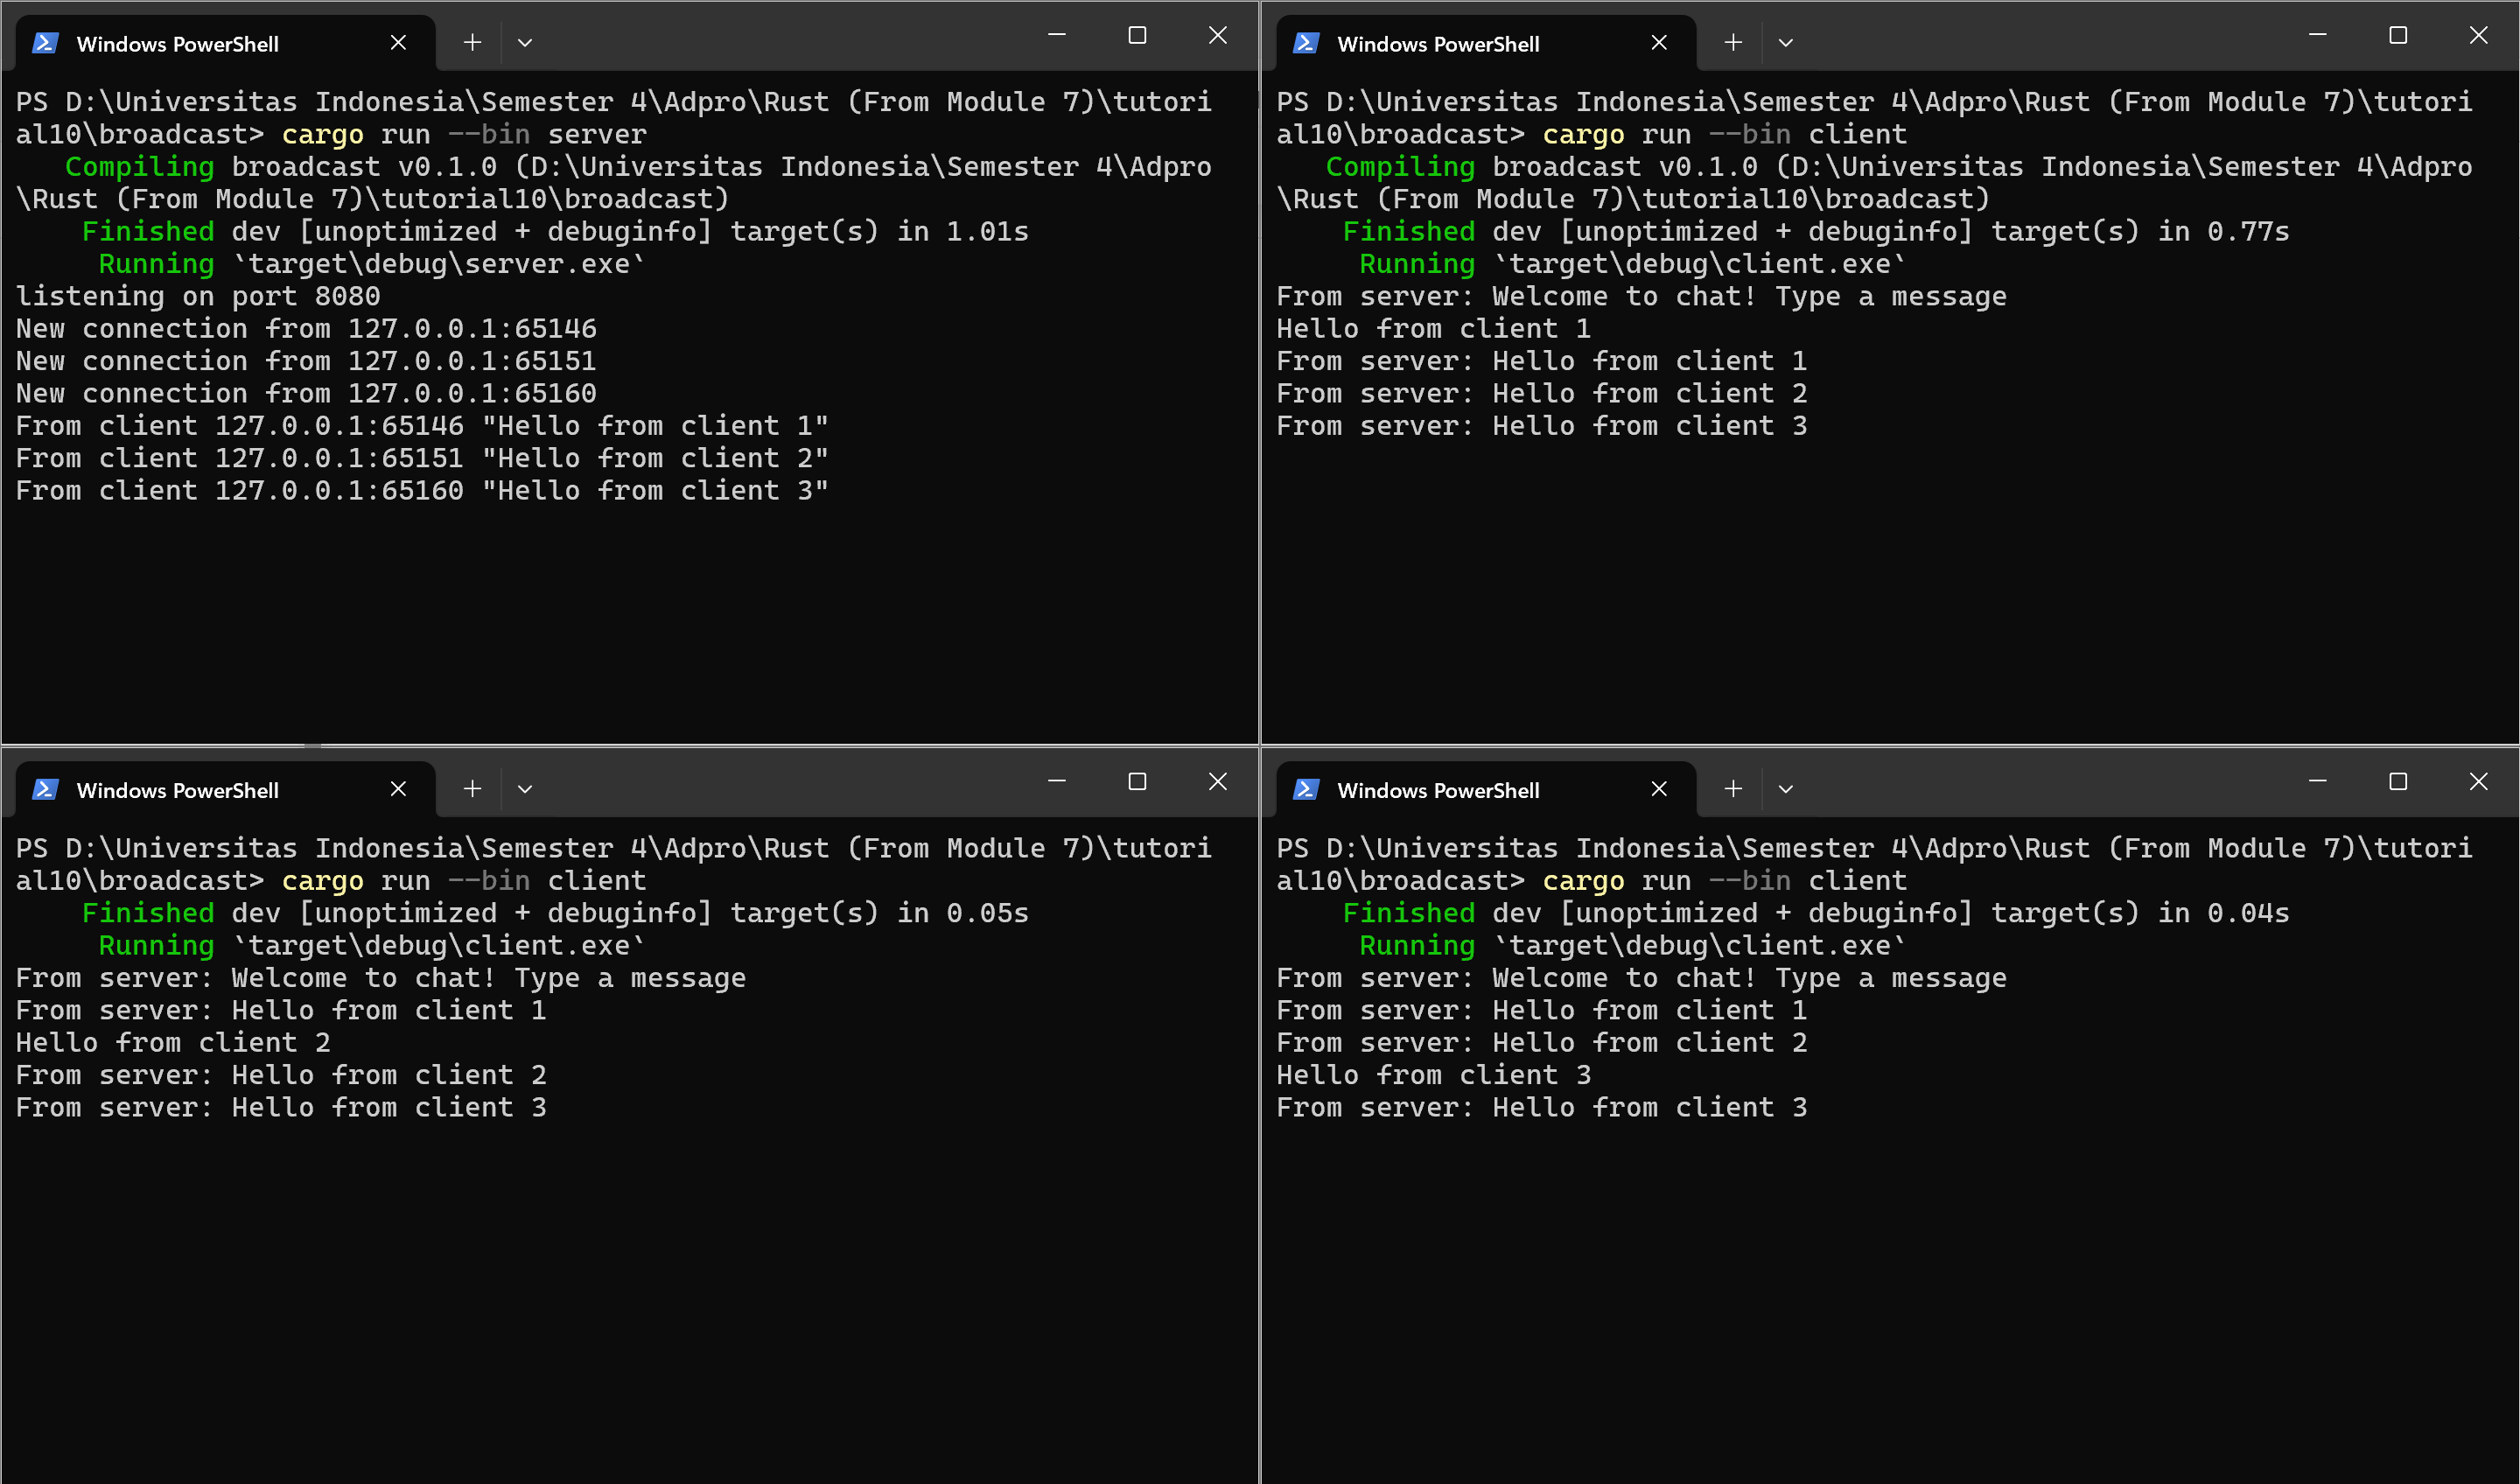 Windows PowerShell
PS D:\Universitas Indonesia\Semester 4\Adpro\Rust (From Module 7)\tutori
al10\broadcast> cargo run --bin server
   Compiling broadcast v0.1.0 (D:\Universitas Indonesia\Semester 4\Adpro
\Rust (From Module 7)\tutorial10\broadcast)
    Finished dev [unoptimized + debuginfo] target(s) in 1.01s
     Running `target\debug\server.exe`
listening on port 8080
New connection from 127.0.0.1:65146
New connection from 127.0.0.1:65151
New connection from 127.0.0.1:65160
From client 127.0.0.1:65146 "Hello from client 1"
From client 127.0.0.1:65151 "Hello from client 2"
From client 127.0.0.1:65160 "Hello from client 3"
Windows PowerShell
PS D:\Universitas Indonesia\Semester 4\Adpro\Rust (From Module 7)\tutori
al10\broadcast> cargo run --bin client
   Compiling broadcast v0.1.0 (D:\Universitas Indonesia\Semester 4\Adpro
\Rust (From Module 7)\tutorial10\broadcast)
    Finished dev [unoptimized + debuginfo] target(s) in 0.77s
     Running `target\debug\client.exe`
From server: Welcome to chat! Type a message
Hello from client 1
From server: Hello from client 1
From server: Hello from client 2
From server: Hello from client 3
Windows PowerShell
PS D:\Universitas Indonesia\Semester 4\Adpro\Rust (From Module 7)\tutori
al10\broadcast> cargo run --bin client
    Finished dev [unoptimized + debuginfo] target(s) in 0.05s
     Running `target\debug\client.exe`
From server: Welcome to chat! Type a message
From server: Hello from client 1
Hello from client 2
From server: Hello from client 2
From server: Hello from client 3
Windows PowerShell
PS D:\Universitas Indonesia\Semester 4\Adpro\Rust (From Module 7)\tutori
al10\broadcast> cargo run --bin client
    Finished dev [unoptimized + debuginfo] target(s) in 0.04s
     Running `target\debug\client.exe`
From server: Welcome to chat! Type a message
From server: Hello from client 1
From server: Hello from client 2
Hello from client 3
From server: Hello from client 3